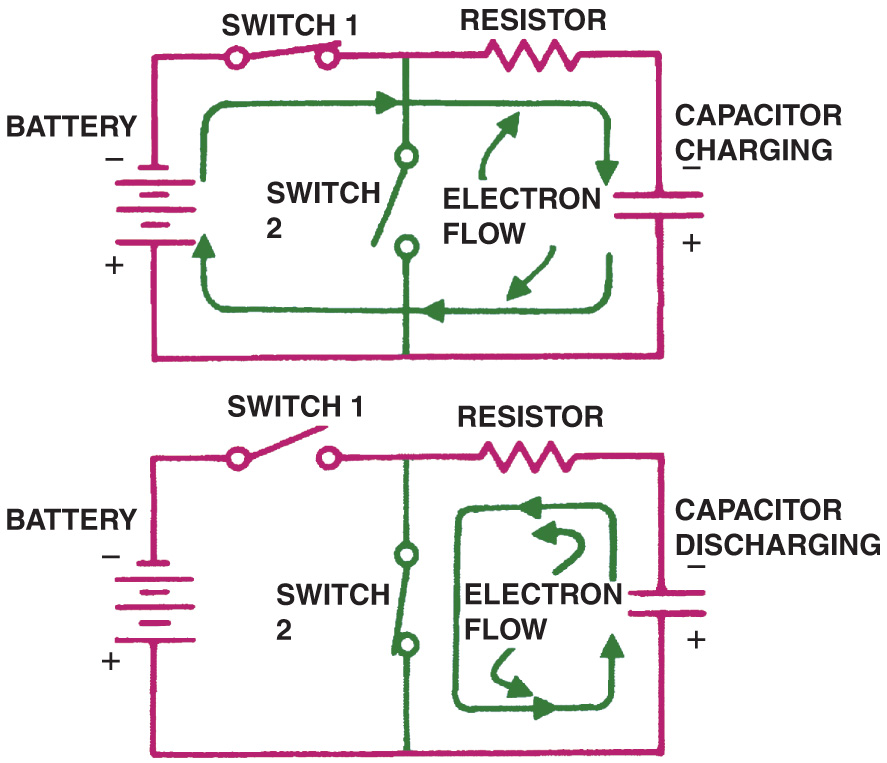 SWITCH 1
RESISTOR
BATTERY
−
+
SWITCH
2
ELECTRON
FLOW
CAPACITOR
CHARGING
−
+
SWITCH 1
RESISTOR
BATTERY
−
+
SWITCH
2
ELECTRON
FLOW
CAPACITOR
DISCHARGING
−
+